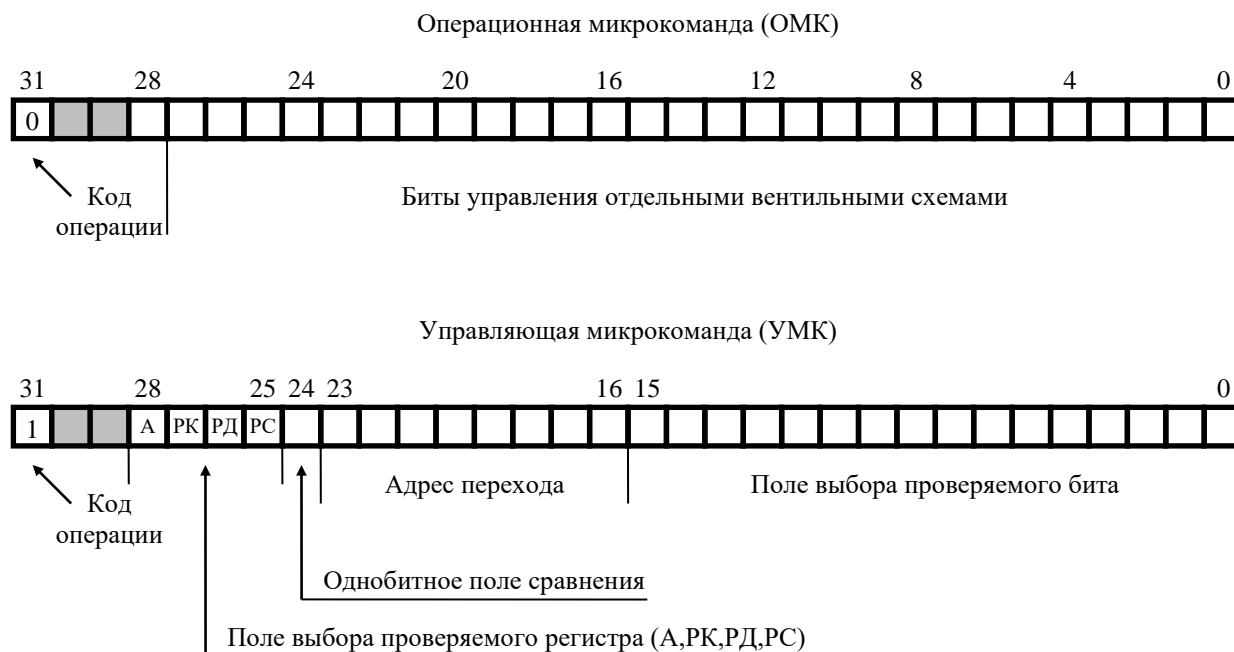 Операционная микрокоманда (ОМК)
31 28 24 20 16 12 8 4 0
0
Код операции
Биты управления отдельными вентильными схемами
Управляющая микрокоманда (УМК)
31 28 25 24 23 16 15 0
1 А РК РД РС
Код операции
Адрес перехода
Поле выбора проверяемого бита
Однобитное поле сравнения
Поле выбора проверяемого регистра (А,РК,РД,РС)